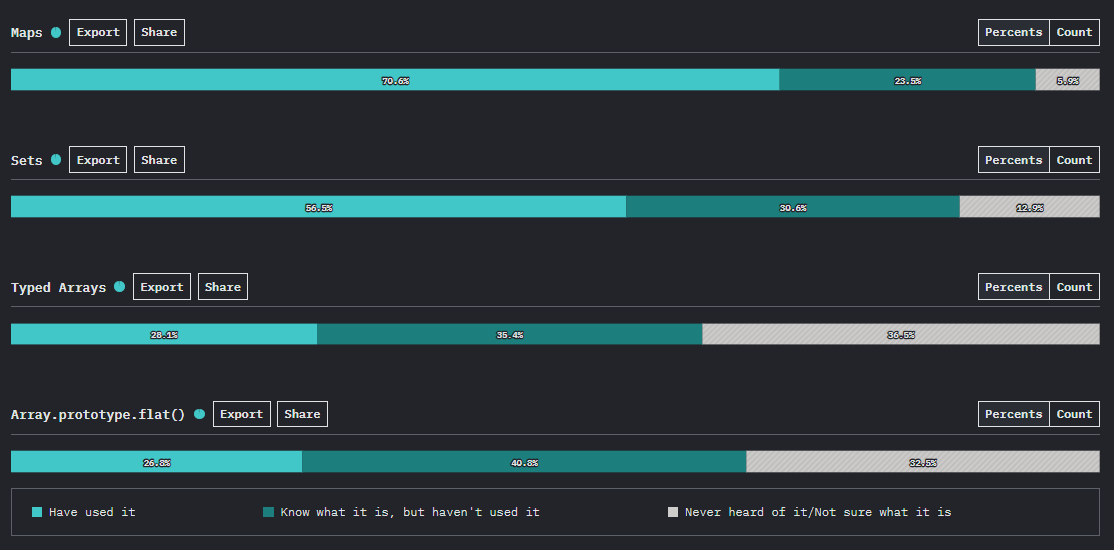 Maps Export Share Percents Count
70.6% 23.5% 5.9%
Sets Export Share Percents Count
56.5% 30.6% 12.9%
Typed Arrays Export Share Percents Count
28.1% 35.4% 36.5%
Array.prototype.flat() Export Share Percents Count
26.8% 40.8% 32.5%
Have used it Know what it is, but haven't used it Never heard of it/Not sure what it is